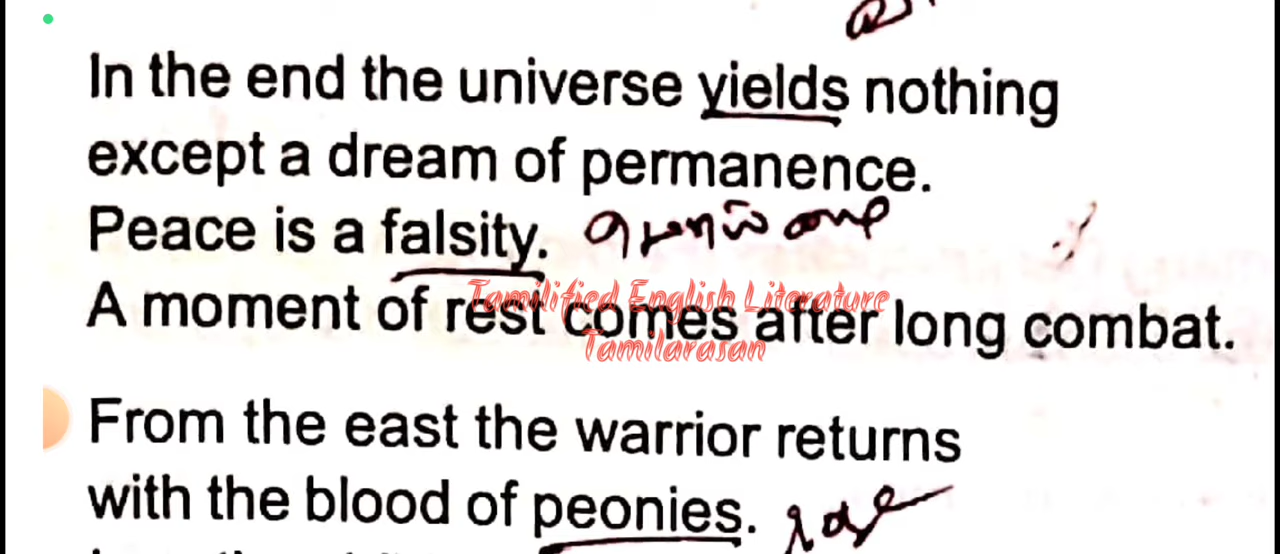 In the end the universe yields nothing
except a dream of permanence.
Peace is a falsity.
A moment of rest comes after long combat.
Tamilified English Literature
Tamilarasan
From the east the warrior returns
with the blood of peonies.